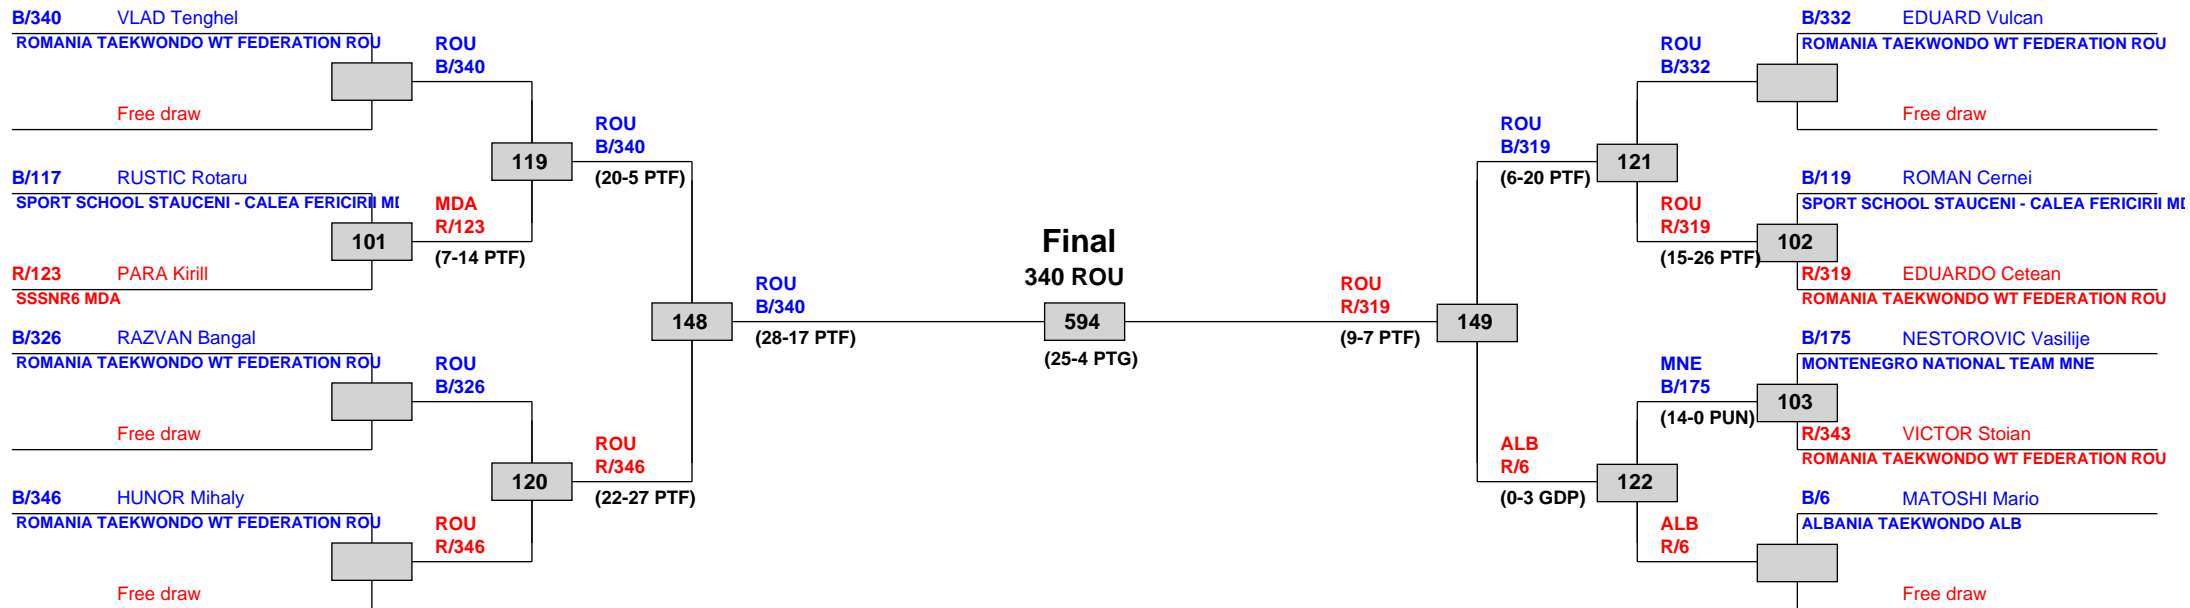 B/340 VLAD Tenghel
ROMANIA TAEKWONDO WT FEDERATION ROU
Free draw
ROU
B/340
B/117 RUSTIC Rotaru
SPORT SCHOOL STAUCENI - CALEA FERICIRII MD
101
R/123 PARA Kirill
SSSNR6 MDA
MDA
R/123
(7-14 PTF)
119
ROU
B/340
(20-5 PTF)
B/326 RAZVAN Bangal
ROMANIA TAEKWONDO WT FEDERATION ROU
Free draw
ROU
B/326
B/346 HUNOR Mihaly
ROMANIA TAEKWONDO WT FEDERATION ROU
Free draw
ROU
R/346
120
ROU
R/346
(22-27 PTF)
148
ROU
B/340
(28-17 PTF)
Final
340 ROU
594
(25-4 PTG)
ROU
R/319
(9-7 PTF)
149
ROU
B/319
(6-20 PTF)
121
ROU
B/332
B/332 EDUARD Vulcan
ROMANIA TAEKWONDO WT FEDERATION ROU
Free draw
ROU
R/319
(15-26 PTF)
102
B/119 ROMAN Cernei
SPORT SCHOOL STAUCENI - CALEA FERICIRII MD
R/319 EDUARDO Cetean
ROMANIA TAEKWONDO WT FEDERATION ROU
ALB
R/6
(0-3 GDP)
122
MNE
B/175
(14-0 PUN)
103
B/175 NESTOROVIC Vasilije
MONTENEGRO NATIONAL TEAM MNE
R/343 VICTOR Stoian
ROMANIA TAEKWONDO WT FEDERATION ROU
ALB
R/6
B/6 MATOSHI Mario
ALBANIA TAEKWONDO ALB
Free draw